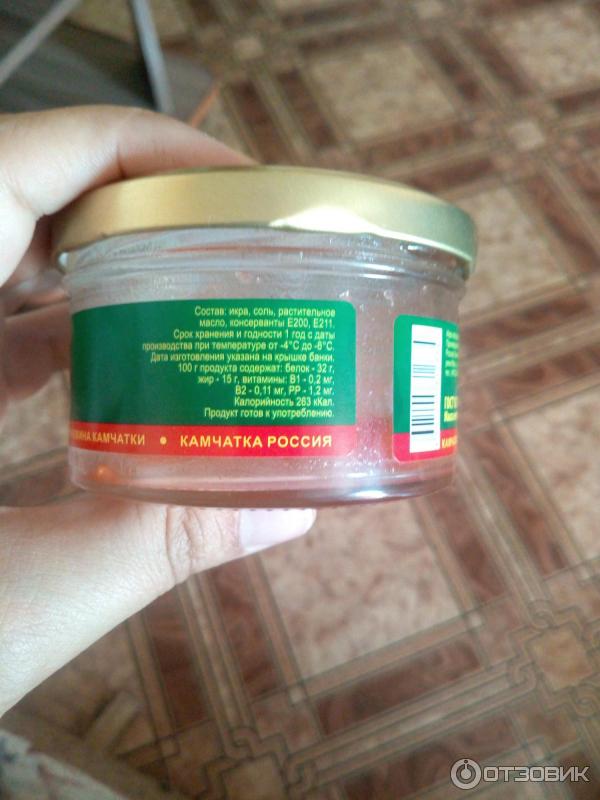 Состав: икра, соль, растительное
масло, консерванты Е200, Е211.
Срок хранения и годности 1 год с даты
производства при температуре от -4°С до -6°С.
Дата изготовления указана на крышке банки.
100 г продукта содержат: белок - 32 г,
жир - 15 г, витамины: В1 - 0,2 мг,
В2 - 0,11 мг, РР - 1,2 мг.
Калорийность 263 кКал.
Продукт готов к употреблению.
КАМЧАТКИ • КАМЧАТКА РОССИЯ
ОТЗОВИК